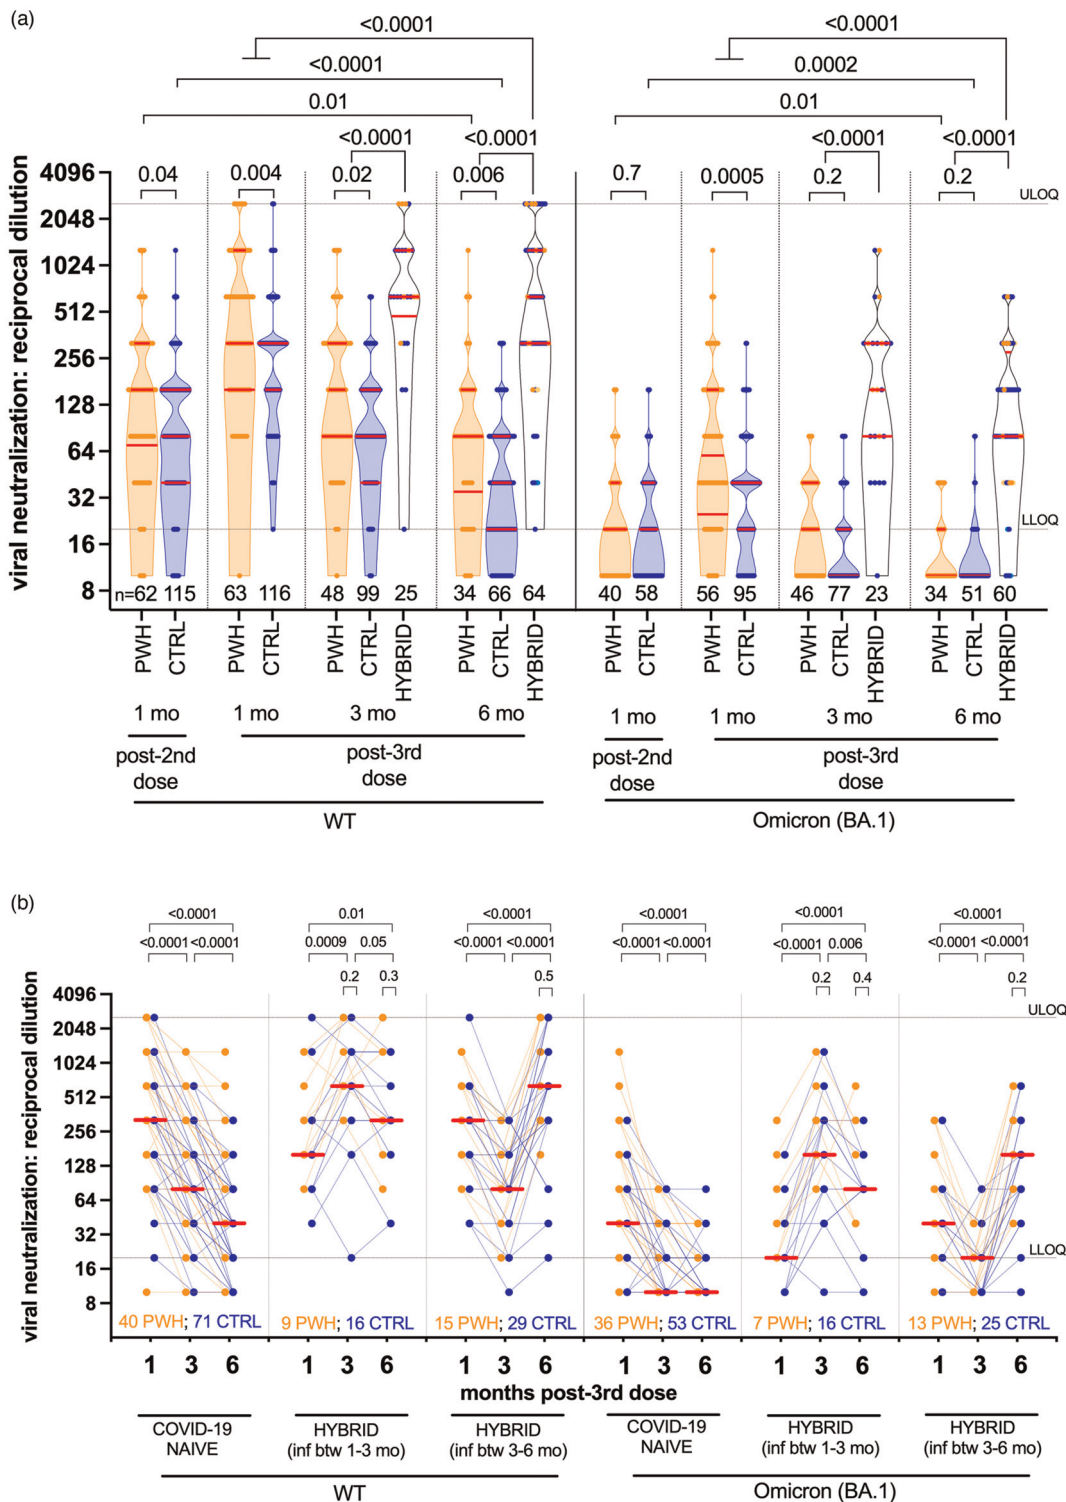 (a)
<0.0001 <0.0001
<0.0001 0.0002
0.01 0.01
<0.0001 <0.0001 <0.0001 <0.0001
0.04 0.004 0.02 0.006 0.7 0.0005 0.2 0.2
viral neutralization: reciprocal dilution
4096
ULOQ
2048
1024
512
256
128
64
32
LLOQ
16
8
n=62 115 63 116 48 99 25 34 66 64 40 58 56 95 46 77 23 34 51 60
PWH CTRL PWH CTRL PWH CTRL HYBRID PWH CTRL HYBRID PWH CTRL PWH CTRL PWH CTRL HYBRID PWH CTRL HYBRID
1 mo 1 mo 3 mo 6 mo 1 mo 1 mo 3 mo 6 mo
post-2nd dose
post-3rd dose
post-2nd dose
post-3rd dose
WT Omicron (BA.1)
(b)
<0.0001 0.01 <0.0001 <0.0001 <0.0001 <0.0001
<0.0001 <0.0001 0.0009 0.05 <0.0001 <0.0001 <0.0001 <0.0001 <0.0001 0.006 <0.0001 <0.0001
0.2 0.3 0.5 0.2 0.4 0.2
viral neutralization: reciprocal dilution
4096
ULOQ
2048
1024
512
256
128
64
32
LLOQ
16
8
40 PWH; 71 CTRL 9 PWH; 16 CTRL 15 PWH; 29 CTRL 36 PWH; 53 CTRL 7 PWH; 16 CTRL 13 PWH; 25 CTRL
1 3 6 1 3 6 1 3 6 1 3 6 1 3 6 1 3 6
months post-3rd dose
COVID-19 NAIVE
HYBRID (inf btw 1-3 mo)
HYBRID (inf btw 3-6 mo)
COVID-19 NAIVE
HYBRID (inf btw 1-3 mo)
HYBRID (inf btw 3-6 mo)
WT Omicron (BA.1)